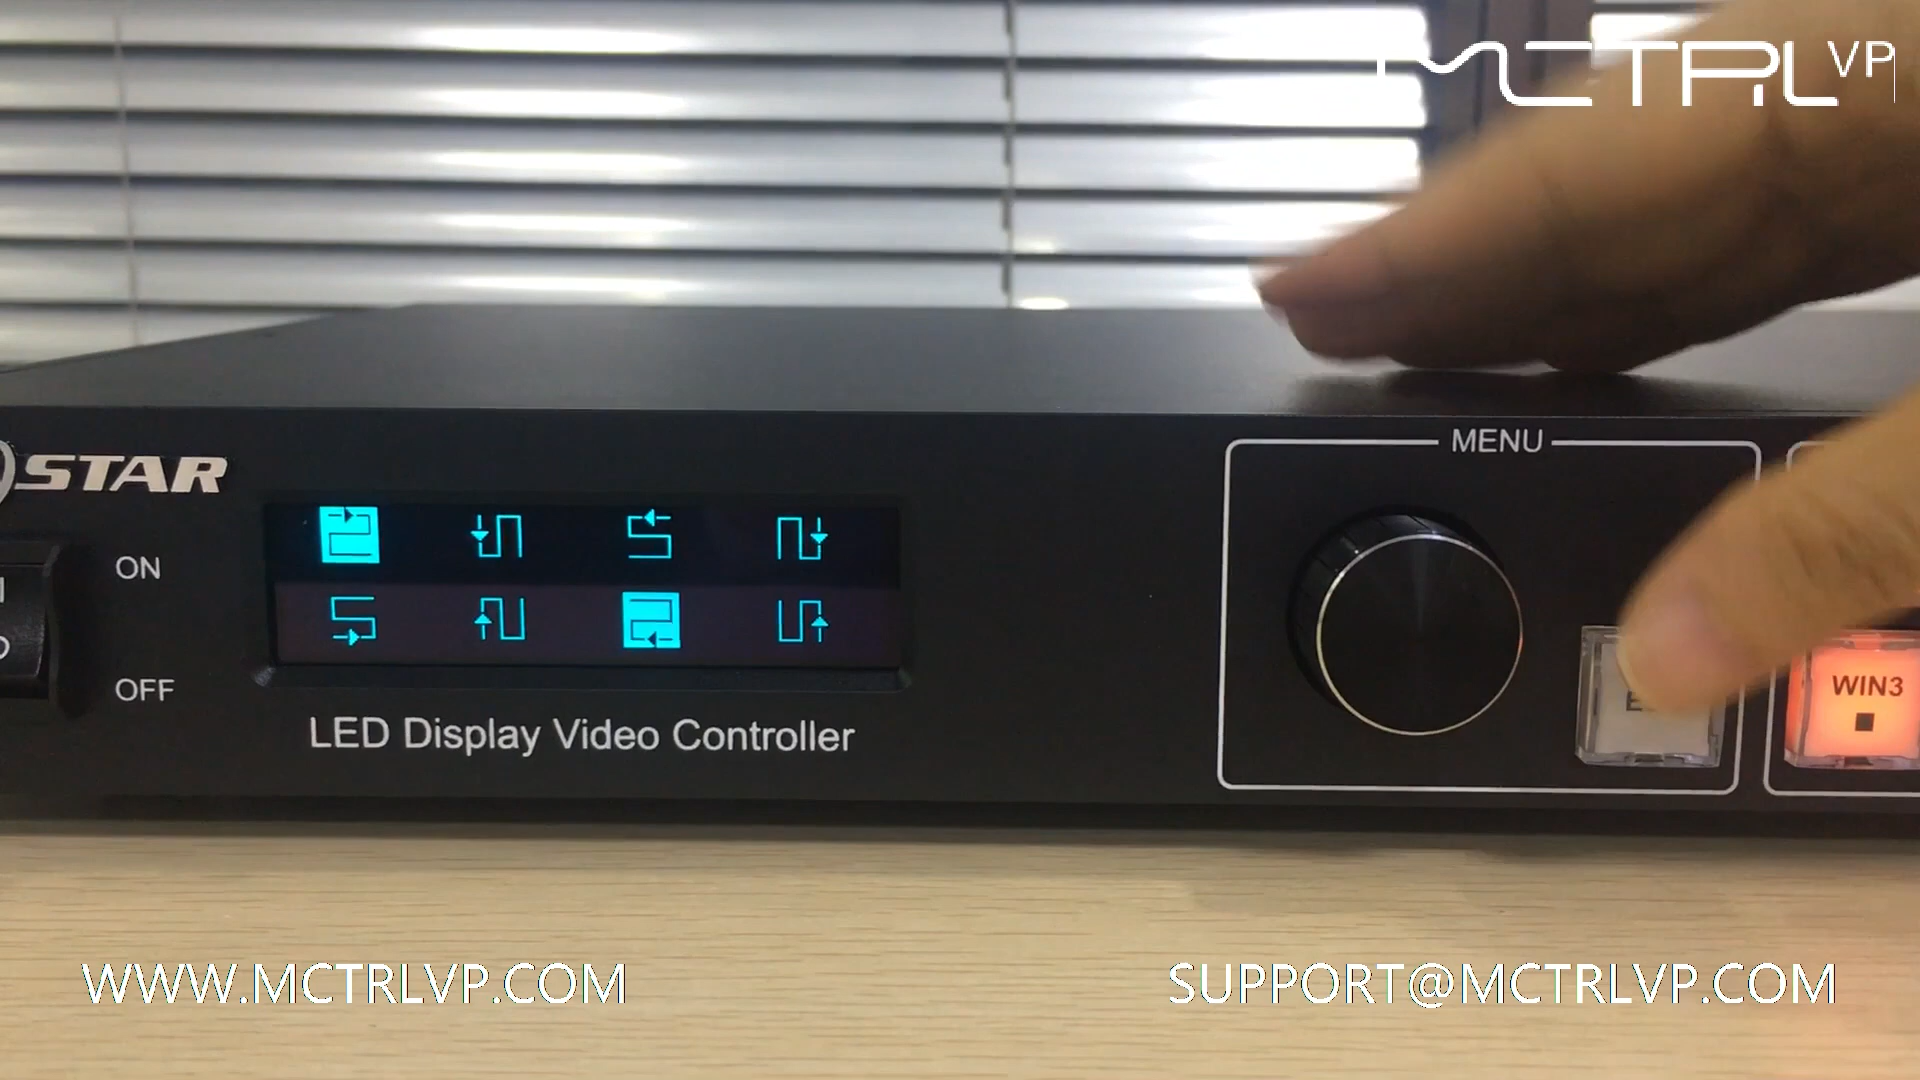 MCTRL VP
STAR
MENU
ON
OFF
WIN3
LED Display Video Controller
WWW.MCTRLVP.COM
SUPPORT@MCTRLVP.COM